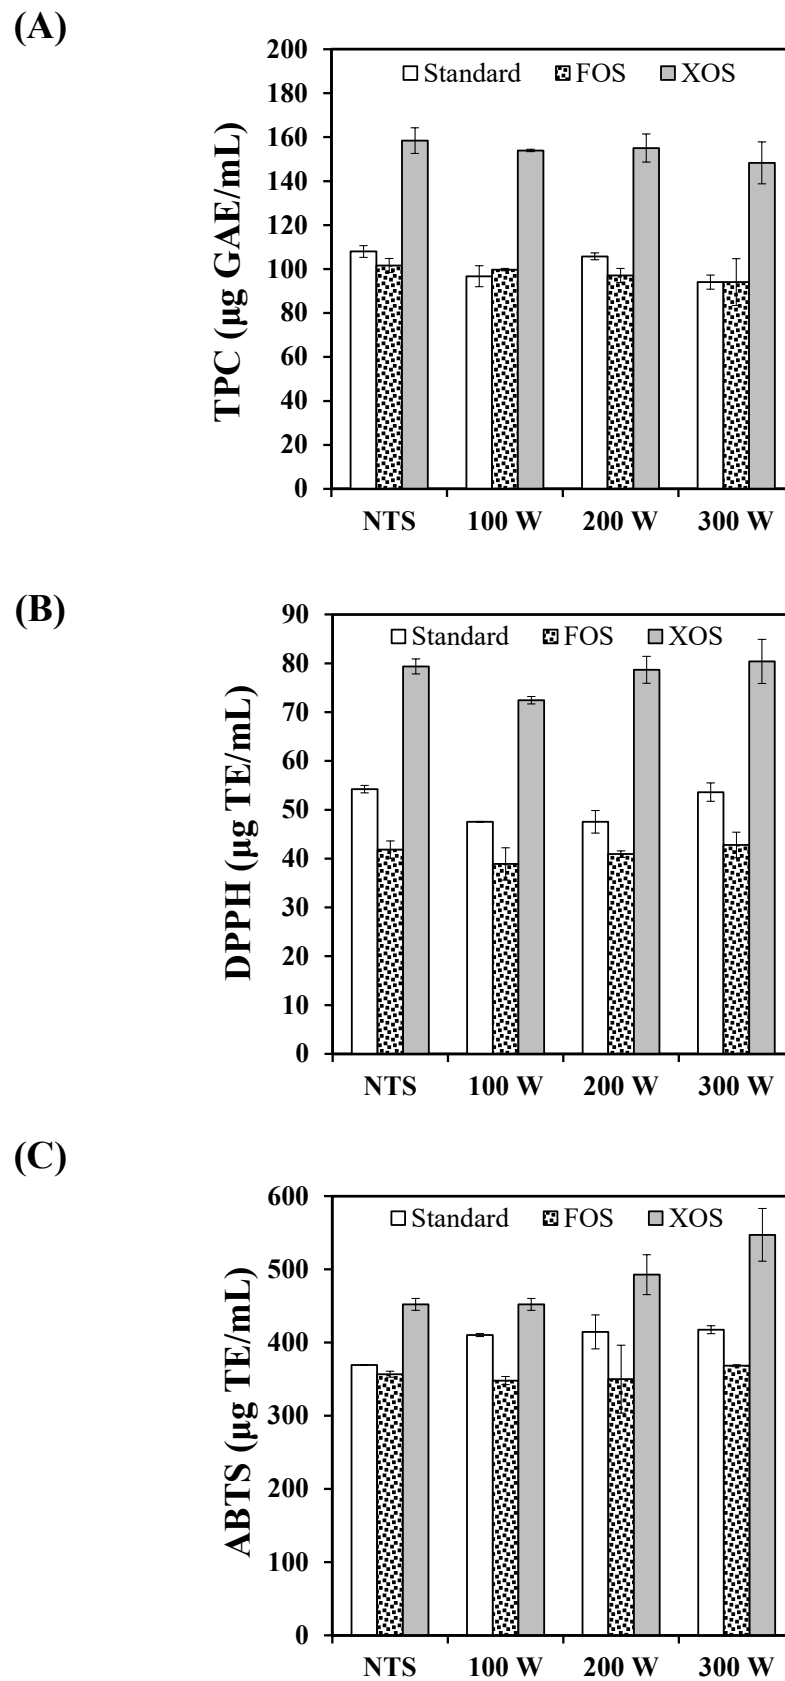 (A)
TPC (µg GAE/mL)
200
180
160
140
120
100
80
60
40
20
0
Standard FOS XOS
NTS 100 W 200 W 300 W
(B)
DPPH (µg TE/mL)
90
80
70
60
50
40
30
20
10
0
Standard FOS XOS
NTS 100 W 200 W 300 W
(C)
ABTS (µg TE/mL)
600
500
400
300
200
100
0
Standard FOS XOS
NTS 100 W 200 W 300 W